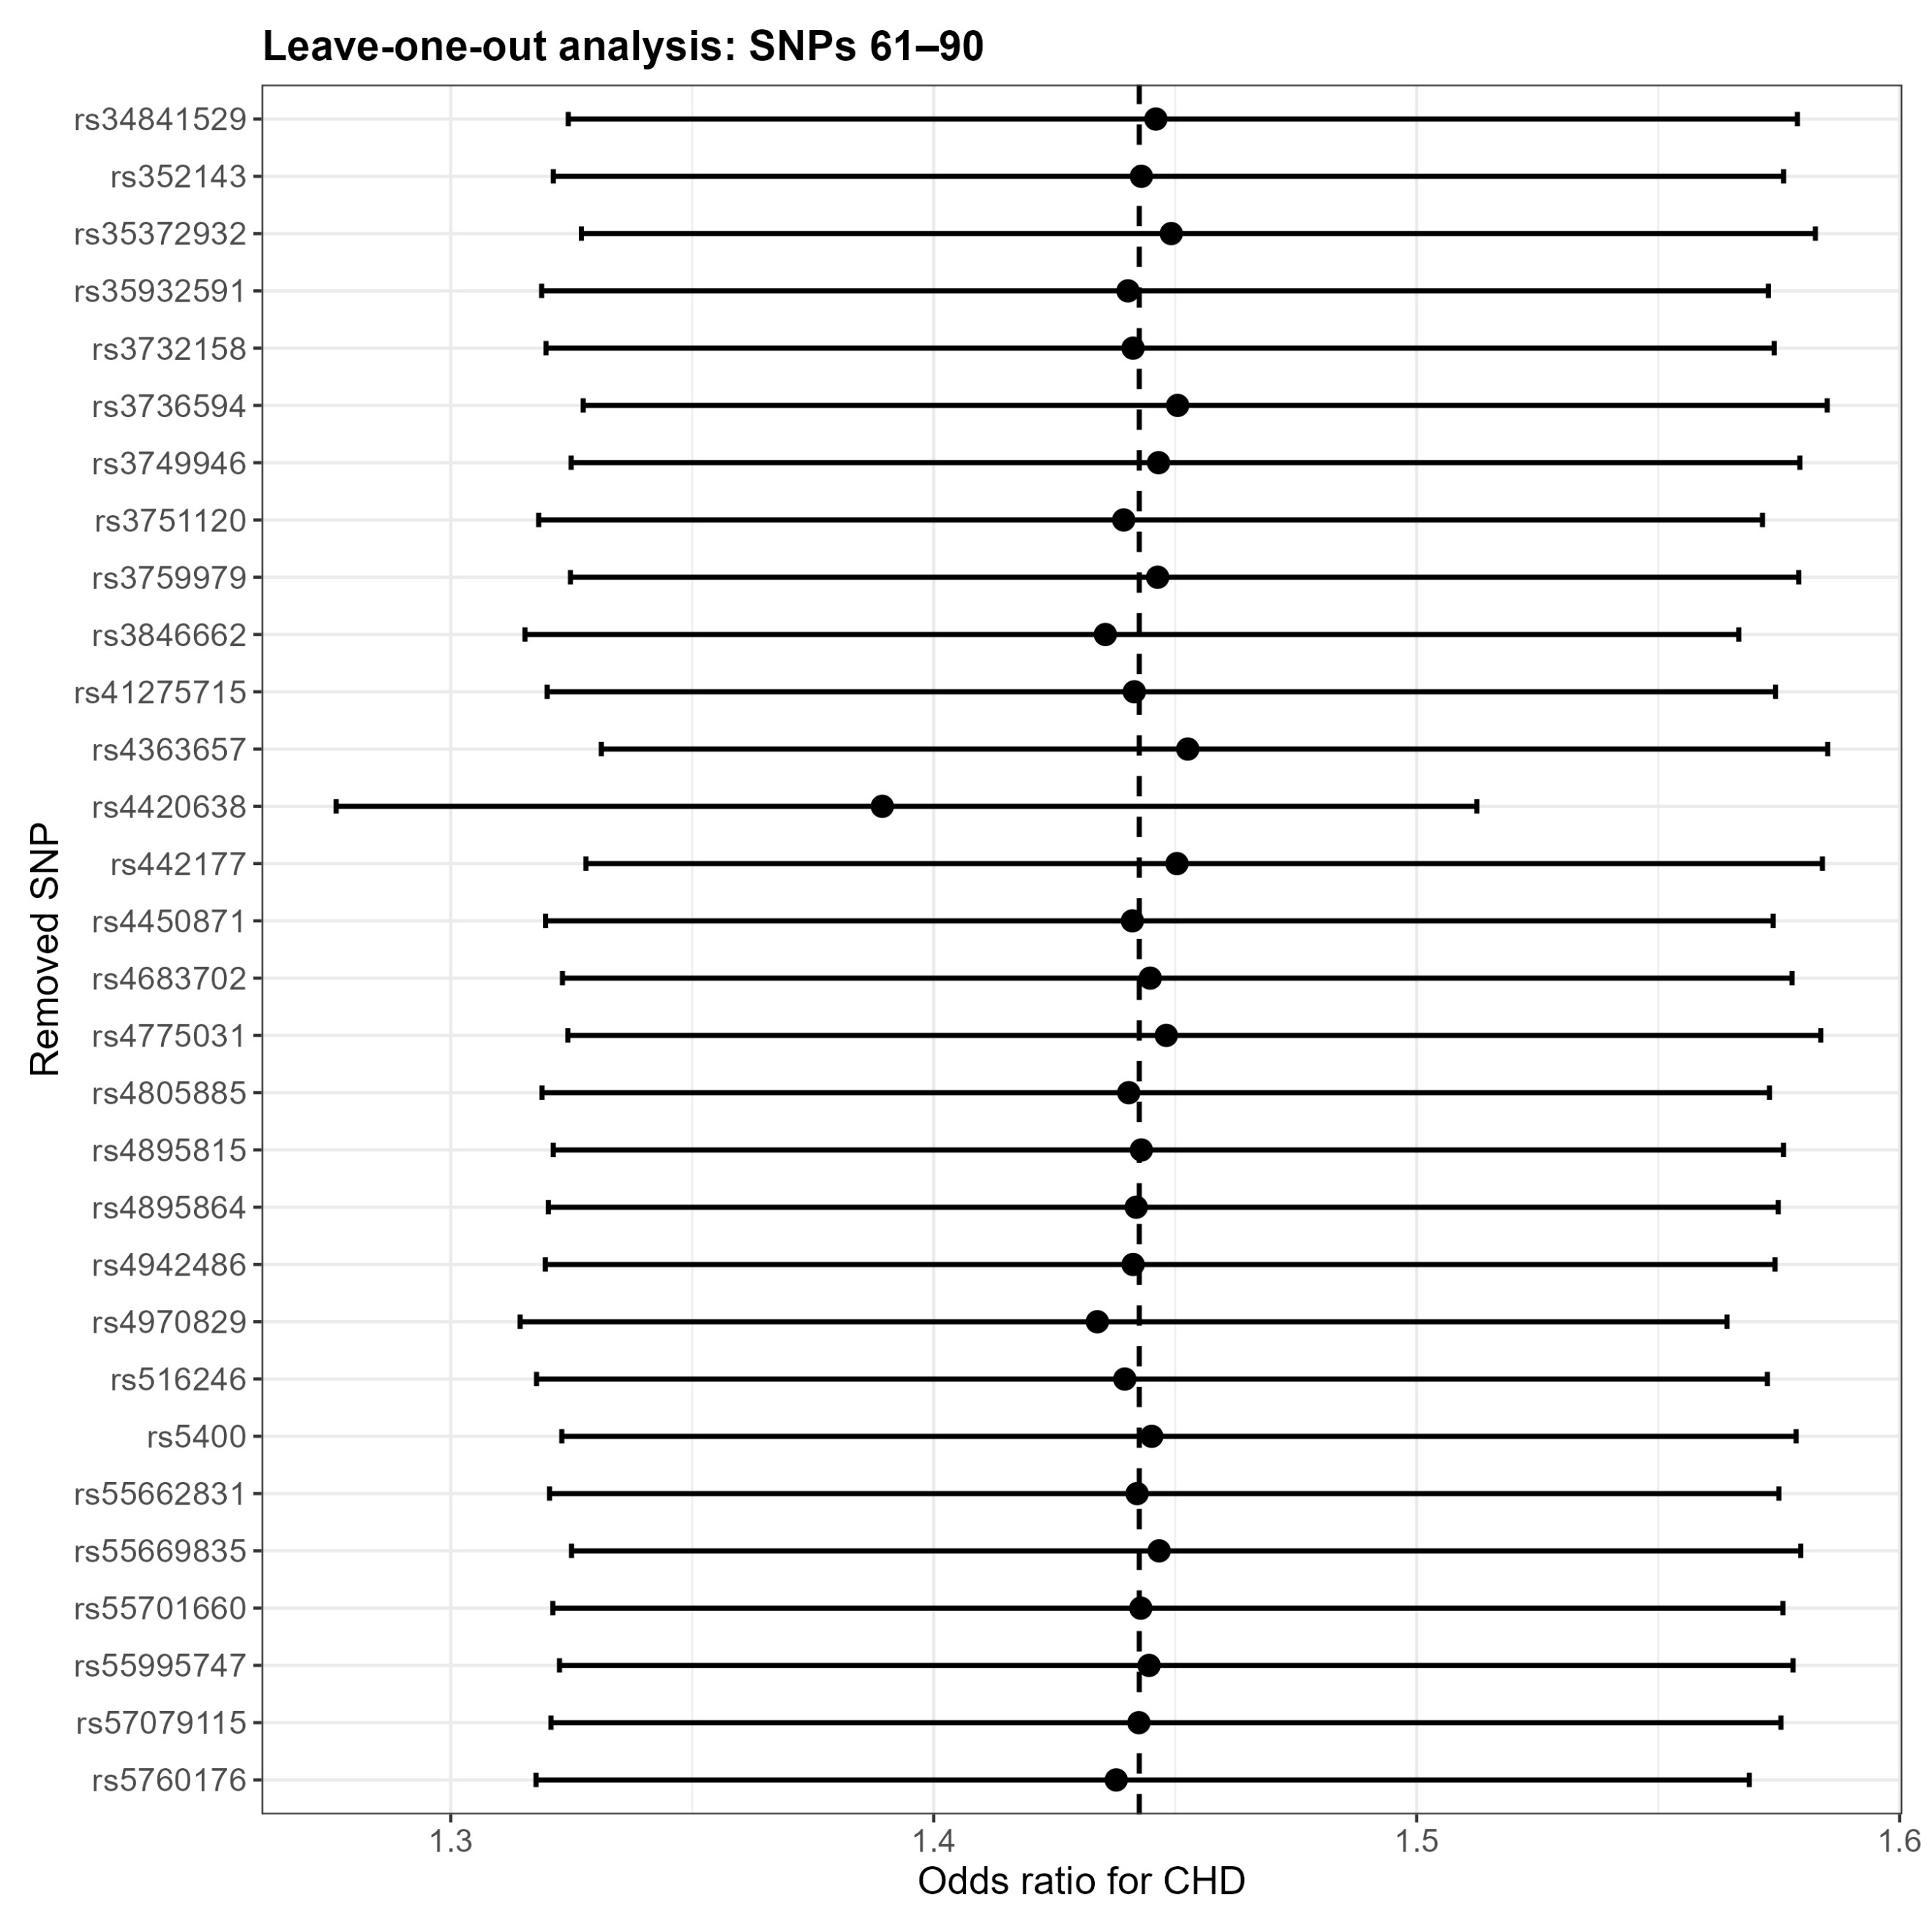 Leave-one-out analysis: SNPs 61–90
Removed SNP
rs34841529
rs352143
rs35372932
rs35932591
rs3732158
rs3736594
rs3749946
rs3751120
rs3759979
rs3846662
rs41275715
rs4363657
rs4420638
rs442177
rs4450871
rs4683702
rs4775031
rs4805885
rs4895815
rs4895864
rs4942486
rs4970829
rs516246
rs5400
rs55662831
rs55669835
rs55701660
rs55995747
rs57079115
rs5760176
1.3 1.4 1.5 1.6
Odds ratio for CHD